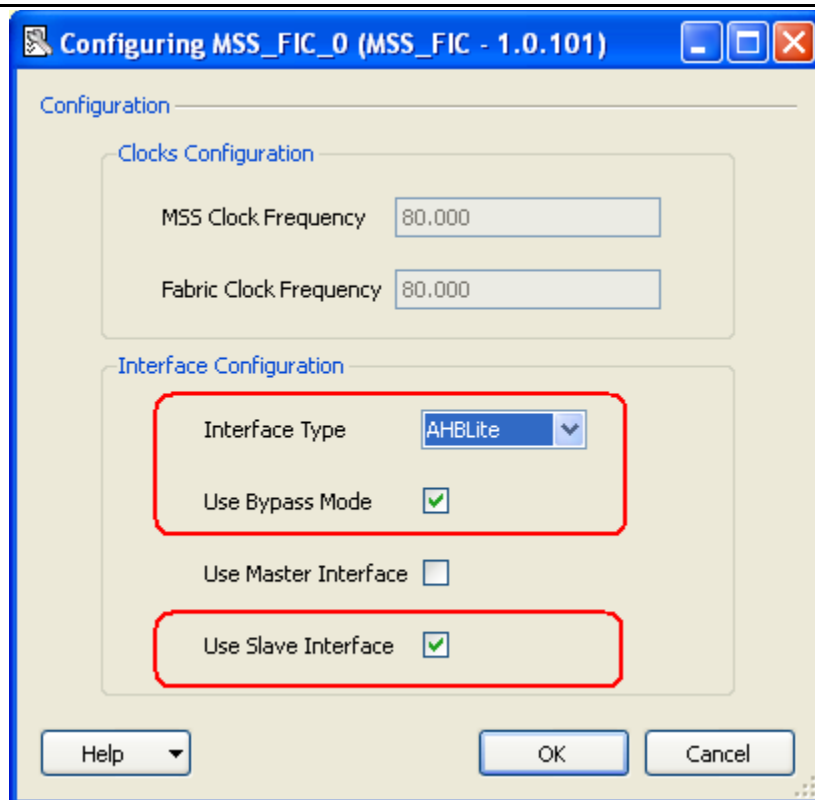 Configuring MSS_FIC_0 (MSS_FIC - 1.0.101)
Configuration
Clocks Configuration
MSS Clock Frequency 80.000
Fabric Clock Frequency 80.000
Interface Configuration
Interface Type AHBLite
Use Bypass Mode
Use Master Interface
Use Slave Interface
Help OK Cancel